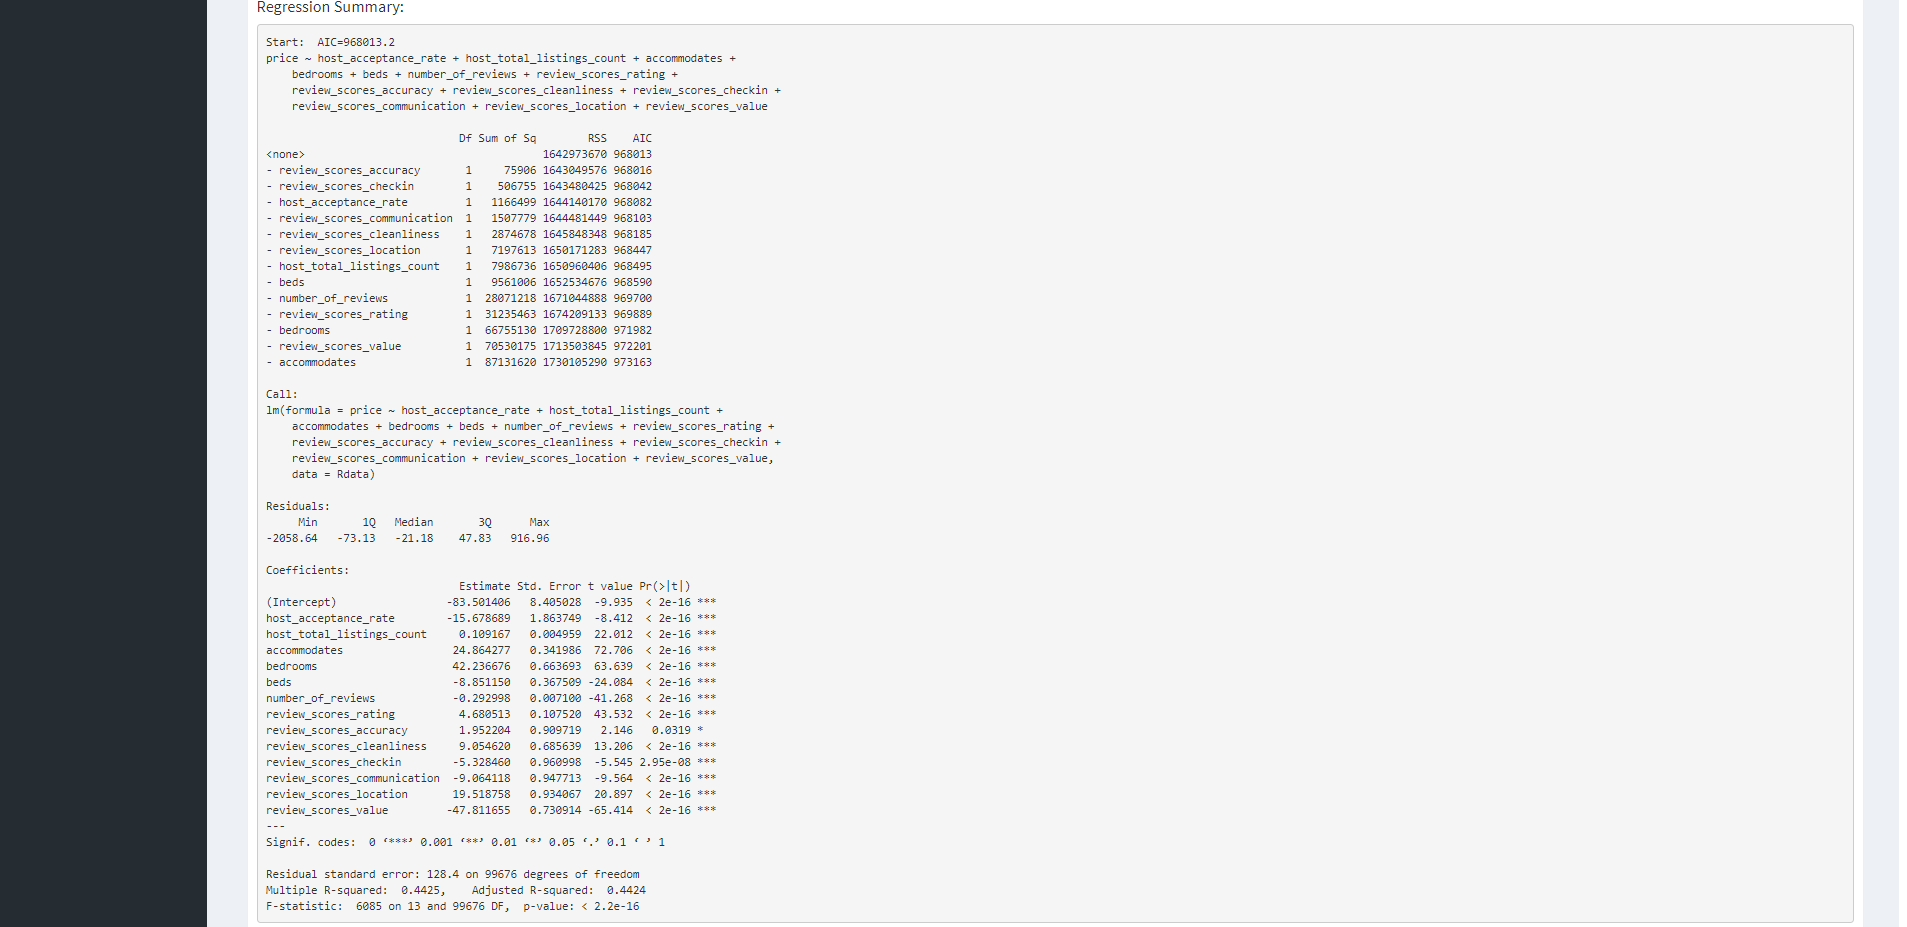 Regression Summary:
Start:  AIC=968013.2
price ~ host_acceptance_rate + host_total_listings_count + accommodates +
    bedrooms + beds + number_of_reviews + review_scores_rating +
    review_scores_accuracy + review_scores_cleanliness + review_scores_checkin +
    review_scores_communication + review_scores_location + review_scores_value
                              Df Sum of Sq        RSS    AIC
<none>                                     1642973670 968013
- review_scores_accuracy       1     75906 1643049576 968016
- review_scores_checkin        1    506755 1643480425 968042
- host_acceptance_rate         1   1166499 1644140170 968082
- review_scores_communication  1   1507779 1644481449 968103
- review_scores_cleanliness    1   2874678 1645848348 968185
- review_scores_location       1   7197613 1650171283 968447
- host_total_listings_count    1   7986736 1650960406 968495
- beds                         1   9561006 1652534676 968590
- number_of_reviews            1  28071218 1671044888 969700
- review_scores_rating         1  31235463 1674209133 969889
- bedrooms                     1  66755130 1709728800 971982
- review_scores_value          1  70530175 1713503845 972201
- accommodates                 1  87131620 1730105290 973163
Call:
lm(formula = price ~ host_acceptance_rate + host_total_listings_count +
    accommodates + bedrooms + beds + number_of_reviews + review_scores_rating +
    review_scores_accuracy + review_scores_cleanliness + review_scores_checkin +
    review_scores_communication + review_scores_location + review_scores_value,
    data = Rdata)
Residuals:
     Min       1Q   Median       3Q      Max
-2058.64   -73.13   -21.18    47.83   916.96
Coefficients:
                              Estimate Std. Error t value Pr(>|t|)
(Intercept)                 -83.501406   8.405028  -9.935  < 2e-16 ***
host_acceptance_rate        -15.678689   1.863749  -8.412  < 2e-16 ***
host_total_listings_count     0.109167   0.004959  22.012  < 2e-16 ***
accommodates                 24.864277   0.341986  72.706  < 2e-16 ***
bedrooms                     42.236676   0.663693  63.639  < 2e-16 ***
beds                         -8.851150   0.367509 -24.084  < 2e-16 ***
number_of_reviews            -0.292998   0.007100 -41.268  < 2e-16 ***
review_scores_rating          4.680513   0.107520  43.532  < 2e-16 ***
review_scores_accuracy        1.952204   0.909719   2.146   0.0319 *
review_scores_cleanliness     9.054620   0.685639  13.206  < 2e-16 ***
review_scores_checkin        -5.328460   0.960998  -5.545 2.95e-08 ***
review_scores_communication  -9.064118   0.947713  -9.564  < 2e-16 ***
review_scores_location       19.518758   0.934067  20.897  < 2e-16 ***
review_scores_value         -47.811655   0.730914 -65.414  < 2e-16 ***
---
Signif. codes:  0 ‘***’ 0.001 ‘**’ 0.01 ‘*’ 0.05 ‘.’ 0.1 ‘ ’ 1
Residual standard error: 128.4 on 99676 degrees of freedom
Multiple R-squared:  0.4425,    Adjusted R-squared:  0.4424
F-statistic:  6085 on 13 and 99676 DF,  p-value: < 2.2e-16